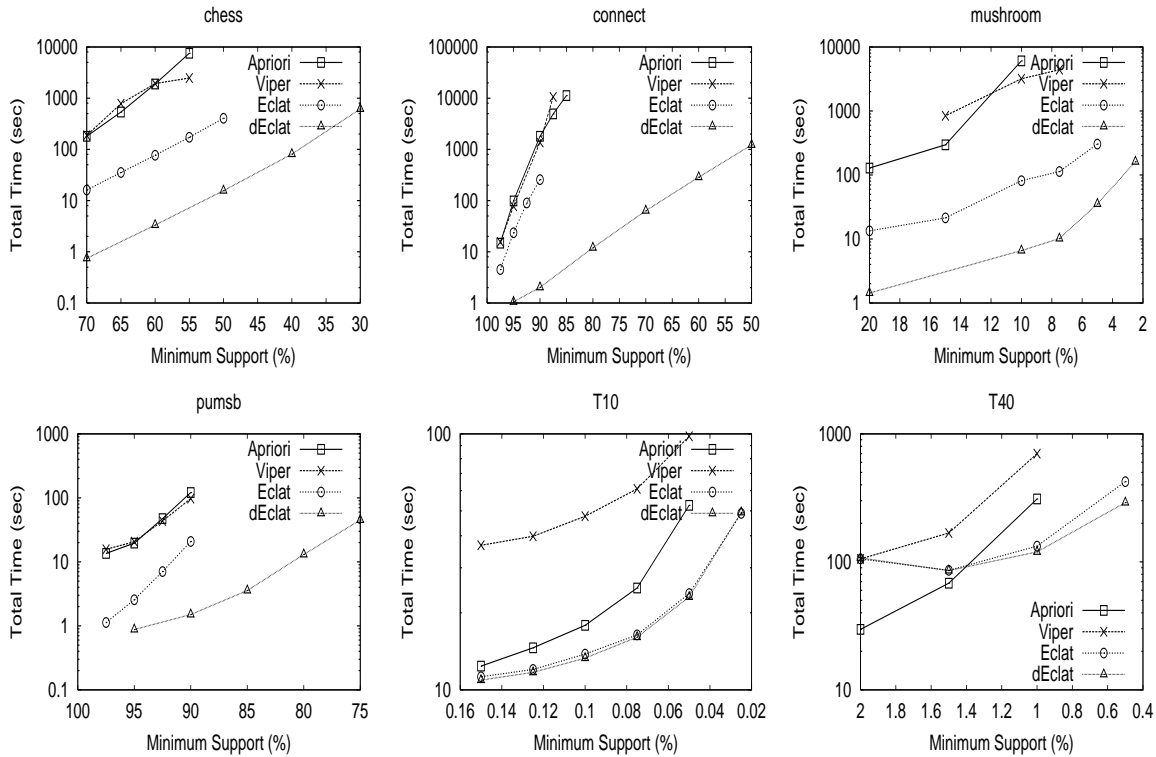 chess
10000
1000
100
10
1
0.1
Total Time (sec)
Apriori
Viper
Eclat
dEclat
70 65 60 55 50 45 40 35 30
Minimum Support (%)
connect
100000
10000
1000
100
10
1
Total Time (sec)
Apriori
Viper
Eclat
dEclat
100 95 90 85 80 75 70 65 60 55 50
Minimum Support (%)
mushroom
10000
1000
100
10
1
Total Time (sec)
Apriori
Viper
Eclat
dEclat
20 18 16 14 12 10 8 6 4 2
Minimum Support (%)
pumsb
1000
100
10
1
0.1
Total Time (sec)
Apriori
Viper
Eclat
dEclat
100 95 90 85 80 75
Minimum Support (%)
T10
100
10
Total Time (sec)
Apriori
Viper
Eclat
dEclat
0.16 0.14 0.12 0.1 0.08 0.06 0.04 0.02
Minimum Support (%)
T40
1000
100
10
Total Time (sec)
Apriori
Viper
Eclat
dEclat
2 1.8 1.6 1.4 1.2 1 0.8 0.6 0.4
Minimum Support (%)